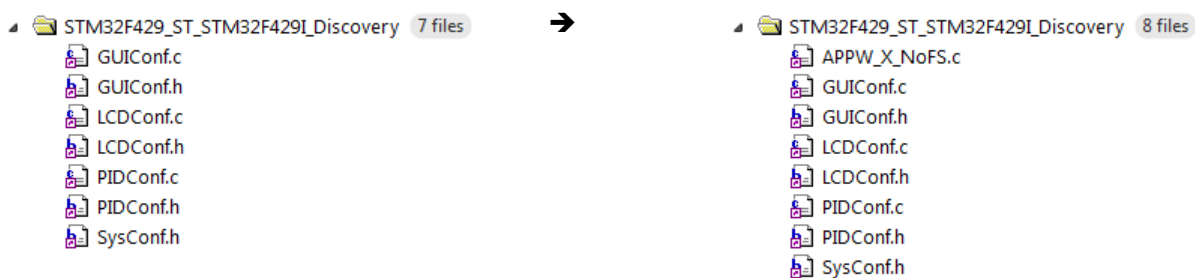 STM32F429_ST_STM32F429I_Discovery 7 files
GUIConf.c
GUIConf.h
LCDConf.c
LCDConf.h
PIDConf.c
PIDConf.h
SysConf.h
➔
STM32F429_ST_STM32F429I_Discovery 8 files
APPW_X_NoFS.c
GUIConf.c
GUIConf.h
LCDConf.c
LCDConf.h
PIDConf.c
PIDConf.h
SysConf.h